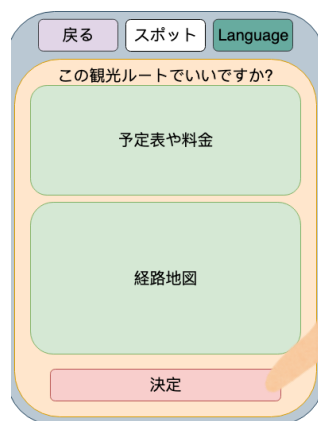 戻る
スポット
Language
この観光ルートでいいですか?
予定表や料金
経路地図
決定